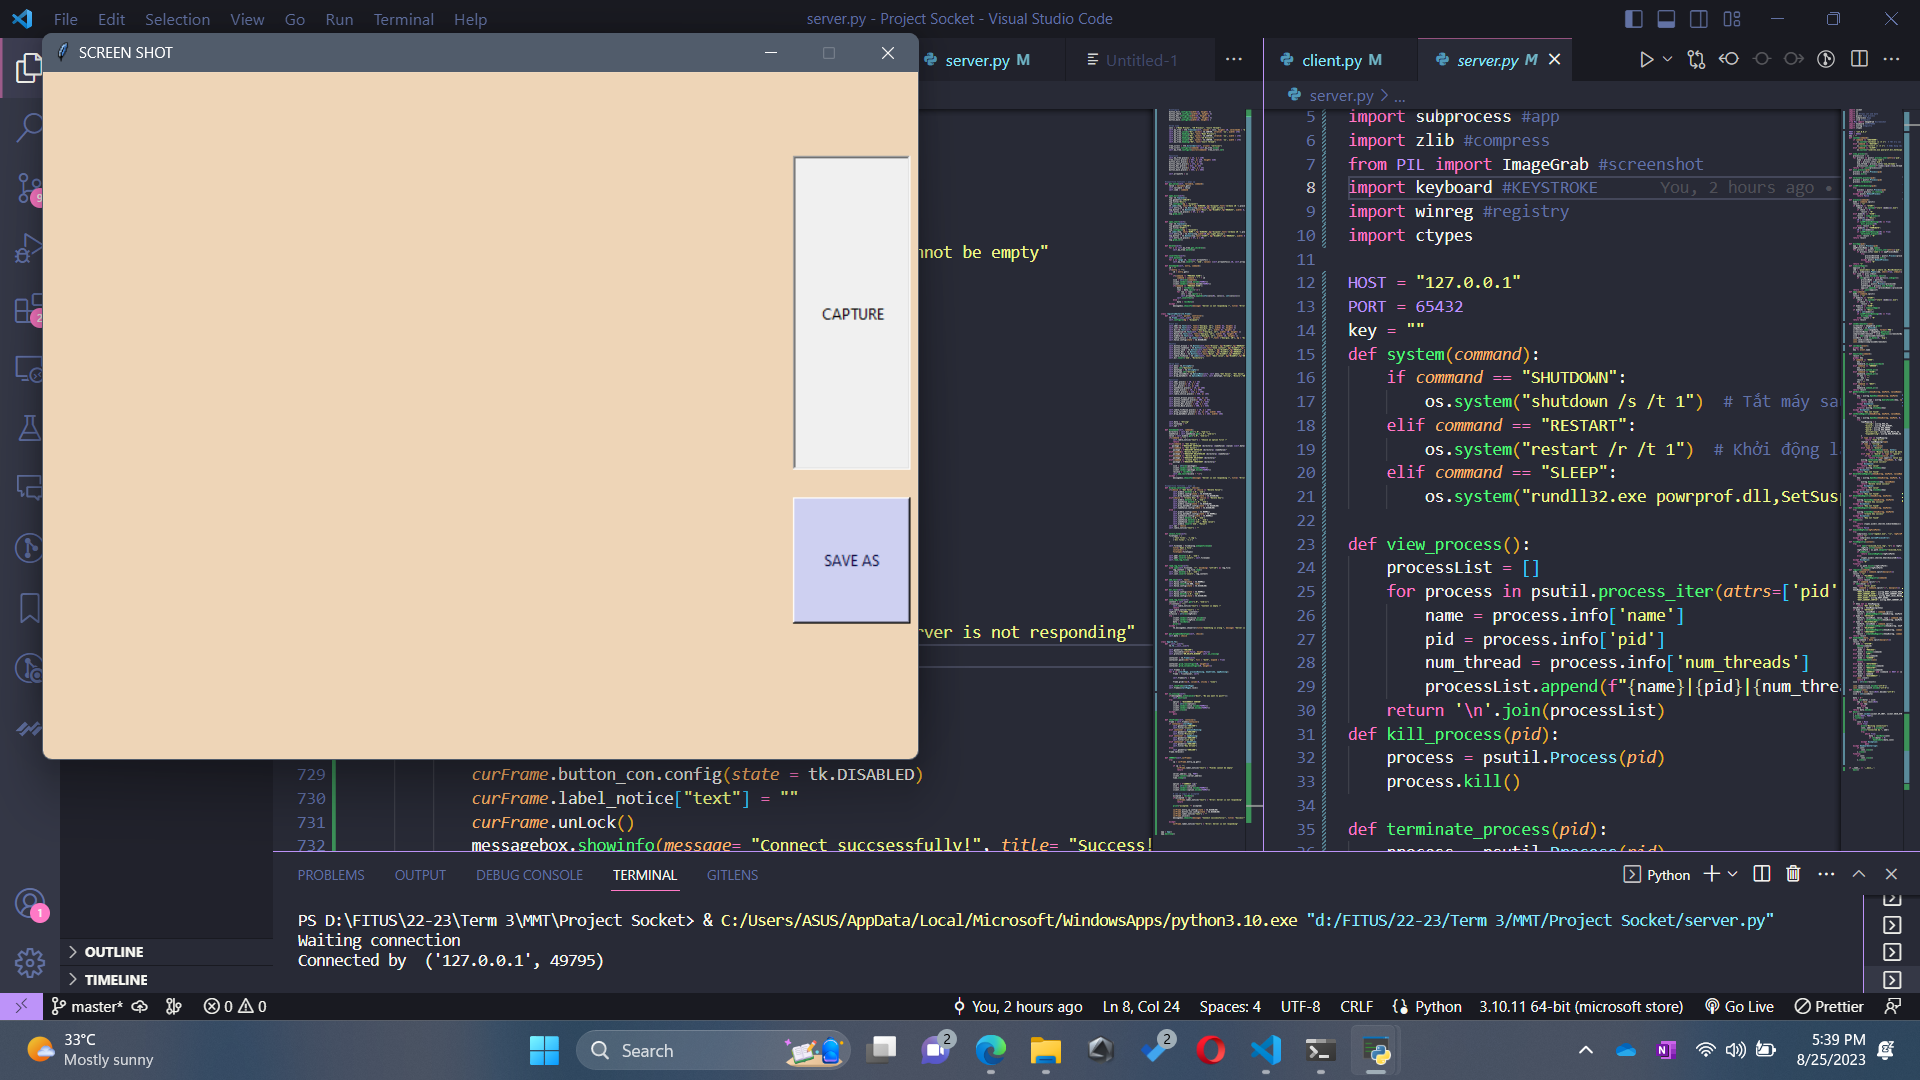 File Edit Selection View Go Run Terminal Help
server.py - Project Socket - Visual Studio Code
SCREEN SHOT
CAPTURE
SAVE AS
server.py M
Untitled-1
client.py M
server.py M
server.py > ...
nnot be empty"
rver is not responding"
729 curFrame.button_con.config(state = tk.DISABLED)
730 curFrame.label_notice["text"] = ""
731 curFrame.unLock()
732 messagebox.showinfo(message= "Connect succsessfully!", title= "Success!
5 import subprocess #app
6 import zlib #compress
7 from PIL import ImageGrab #screenshot
8 import keyboard #KEYSTROKE You, 2 hours ago •
9 import winreg #registry
10 import ctypes
11
12 HOST = "127.0.0.1"
13 PORT = 65432
14 key = ""
15 def system(command):
16 if command == "SHUTDOWN":
17 os.system("shutdown /s /t 1") # Tắt máy sau
18 elif command == "RESTART":
19 os.system("restart /r /t 1") # Khởi động l
20 elif command == "SLEEP":
21 os.system("rundll32.exe powrprof.dll,SetSusp
22
23 def view_process():
24 processList = []
25 for process in psutil.process_iter(attrs=['pid'
26 name = process.info['name']
27 pid = process.info['pid']
28 num_thread = process.info['num_threads']
29 processList.append(f"{name}|{pid}|{num_threa
30 return '\n'.join(processList)
31 def kill_process(pid):
32 process = psutil.Process(pid)
33 process.kill()
34
35 def terminate_process(pid):
36 process = psutil.Process(pid)
PROBLEMS OUTPUT DEBUG CONSOLE TERMINAL GITLENS
Python
PS D:\FITUS\22-23\Term 3\MMT\Project Socket> & C:/Users/ASUS/AppData/Local/Microsoft/WindowsApps/python3.10.exe "d:/FITUS/22-23/Term 3/MMT/Project Socket/server.py"
Waiting connection
Connected by ('127.0.0.1', 49795)
OUTLINE
TIMELINE
master* 0 0
You, 2 hours ago Ln 8, Col 24 Spaces: 4 UTF-8 CRLF Python 3.10.11 64-bit (microsoft store) Go Live Prettier
33°C
Mostly sunny
Search
2
2
5:39 PM
8/25/2023
9
2
1